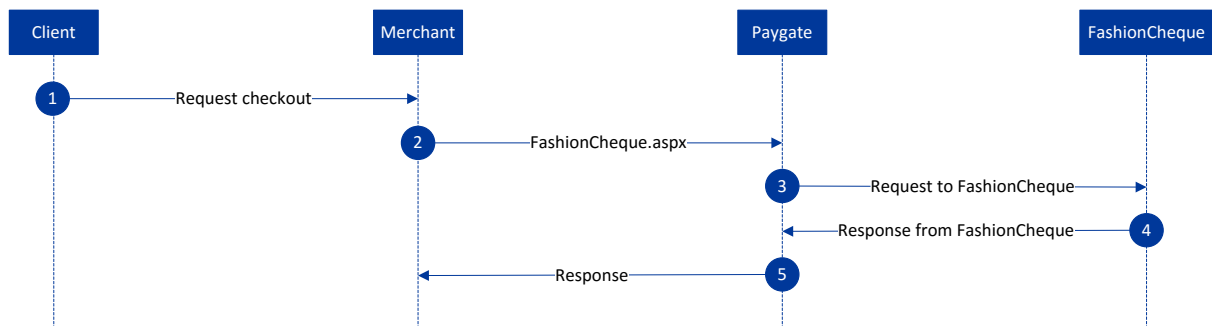 Client
Merchant
Paygate
FashionCheque
1
Request checkout
2
FashionCheque.aspx
3
Request to FashionCheque
Response from FashionCheque
4
Response
5